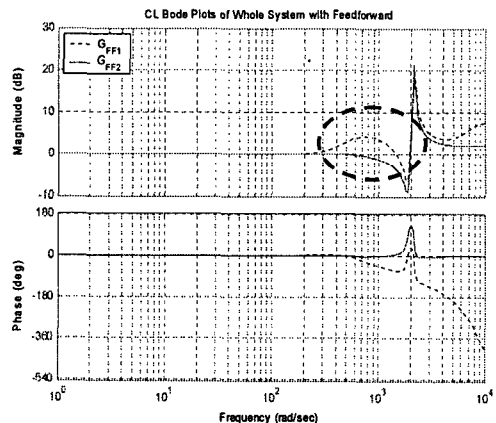 CL Bode Plots of Whole System with Feedforward
G_FF1
G_FF2
Magnitude (dB)
30
20
10
0
-10
Phase (deg)
180
0
-180
-360
-540
10^0
10^1
10^2
10^3
10^4
Frequency (rad/sec)